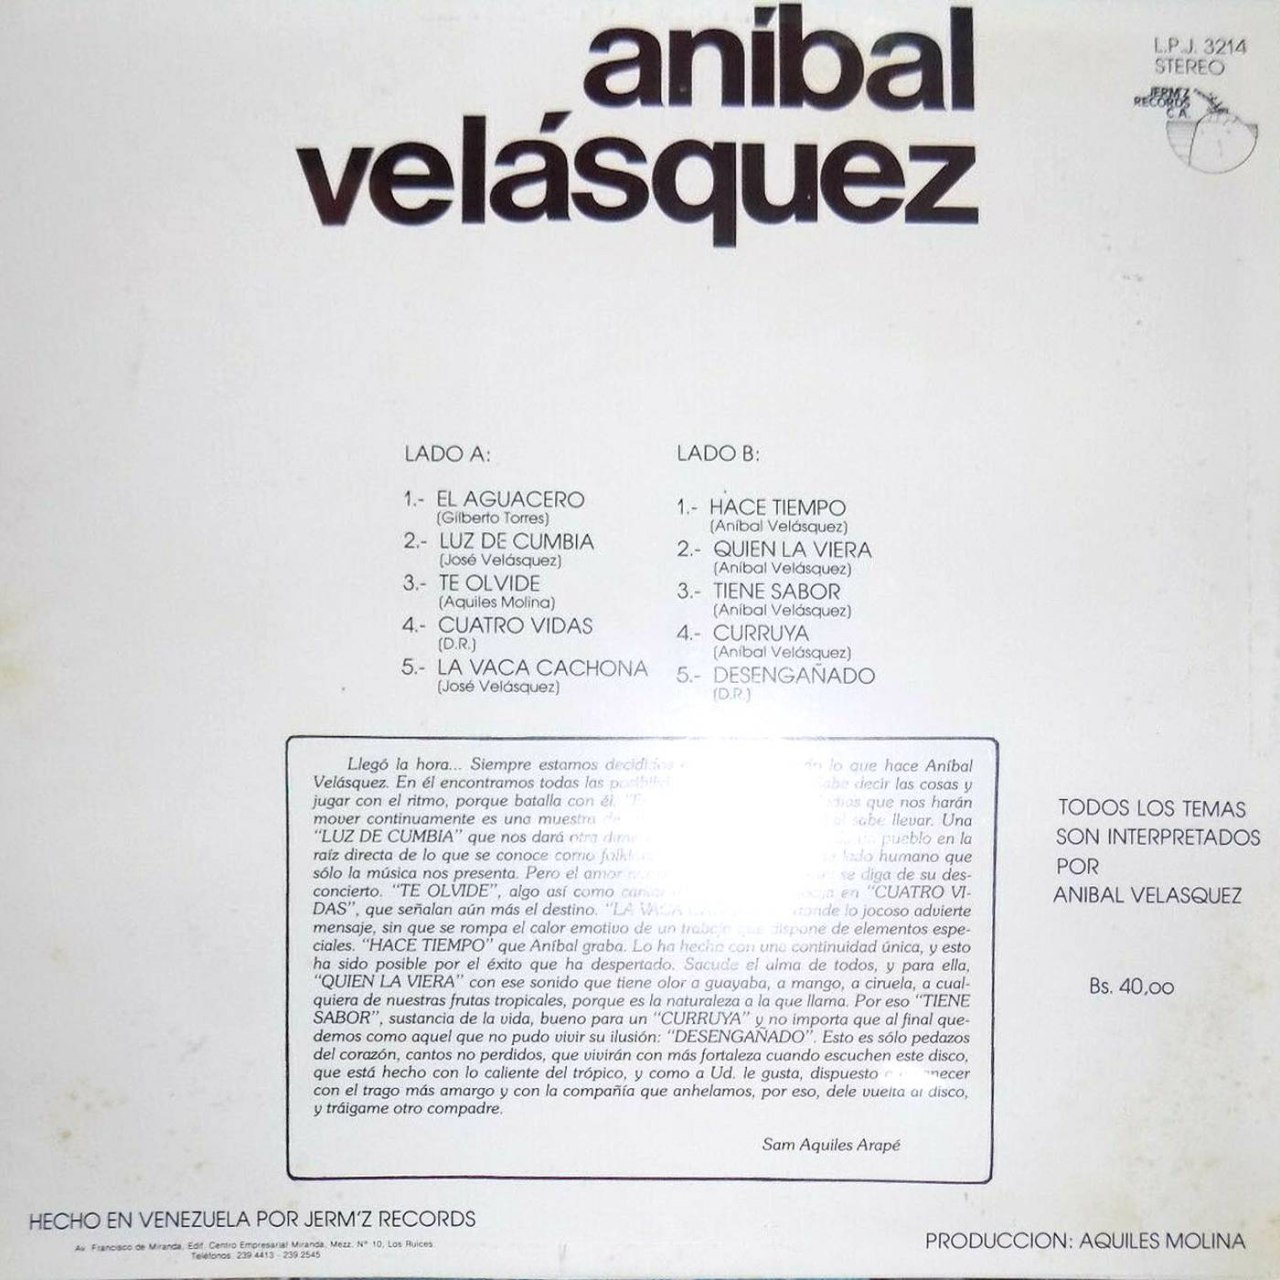 aníbal
velásquez
L.P.J. 3214
STEREO
JERM'Z
RECORDS
C.A.
LADO A:
1.- EL AGUACERO
(Gilberto Torres)
2.- LUZ DE CUMBIA
(José Velásquez)
3.- TE OLVIDE
(Aquiles Molina)
4.- CUATRO VIDAS
(D.R.)
5.- LA VACA CACHONA
(José Velásquez)
LADO B:
1.- HACE TIEMPO
(Aníbal Velásquez)
2.- QUIEN LA VIERA
(Aníbal Velásquez)
3.- TIENE SABOR
(Aníbal Velásquez)
4.- CURRUYA
(Aníbal Velásquez)
5.- DESENGAÑADO
(D.R.)
Llegó la hora... Siempre estamos decididos lo que hace Aníbal
Velásquez. En él encontramos todas las decir las cosas y
jugar con el ritmo, porque batalla con él. que nos harán
mover continuamente es una muestra sabe llevar. Una
"LUZ DE CUMBIA" que nos dará otra pueblo en la
raíz directa de lo que se conoce como lado humano que
sólo la música nos presenta. Pero el amor se diga de su des-
concierto. "TE OLVIDE", algo así como en "CUATRO VI-
DAS", que señalan aún más el destino. "LA VACA donde lo jocoso advierte
mensaje, sin que se rompa el calor emotivo de un trabajo que dispone de elementos espe-
ciales. "HACE TIEMPO" que Aníbal graba. Lo ha hecho con una continuidad única, y esto
ha sido posible por el éxito que ha despertado. Sacude el alma de todos, y para ella,
"QUIEN LA VIERA" con ese sonido que tiene olor a guayaba, a mango, a ciruela, a cual-
quiera de nuestras frutas tropicales, porque es la naturaleza a la que llama. Por eso "TIENE
SABOR", sustancia de la vida, bueno para un "CURRUYA" y no importa que al final que-
demos como aquel que no pudo vivir su ilusión: "DESENGAÑADO". Esto es sólo pedazos
del corazón, cantos no perdidos, que vivirán con más fortaleza cuando escuchen este disco,
que está hecho con lo caliente del trópico, y como a Ud. le gusta, dispuesto
con el trago más amargo y con la compañía que anhelamos, por eso, dele vuelta al disco,
y tráigame otro compadre.
Sam Aquiles Arapé
TODOS LOS TEMAS
SON INTERPRETADOS
POR
ANIBAL VELASQUEZ
Bs. 40,oo
HECHO EN VENEZUELA POR JERM'Z RECORDS
Av. Francisco de Miranda, Edif. Centro Empresarial Miranda, Mezz. N° 10, Los Ruices
Teléfonos: 239 4413 - 239 2545
PRODUCCION: AQUILES MOLINA